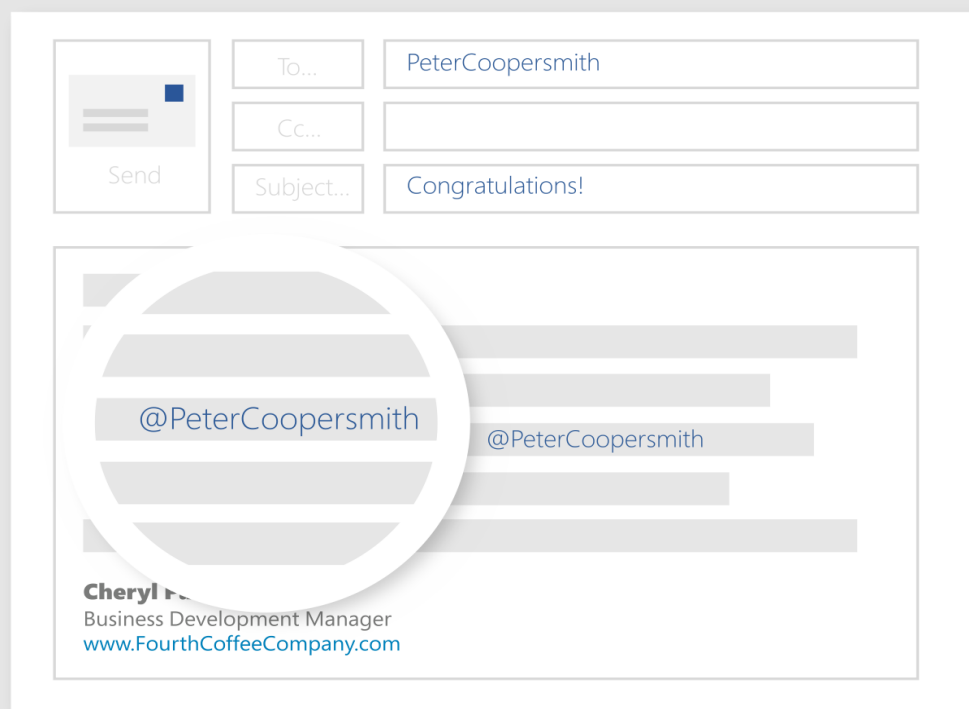 To...
PeterCoopersmith
Cc...
Send
Subject...
Congratulations!
@PeterCoopersmith
@PeterCoopersmith
Cheryl
Business Development Manager
www.FourthCoffeeCompany.com